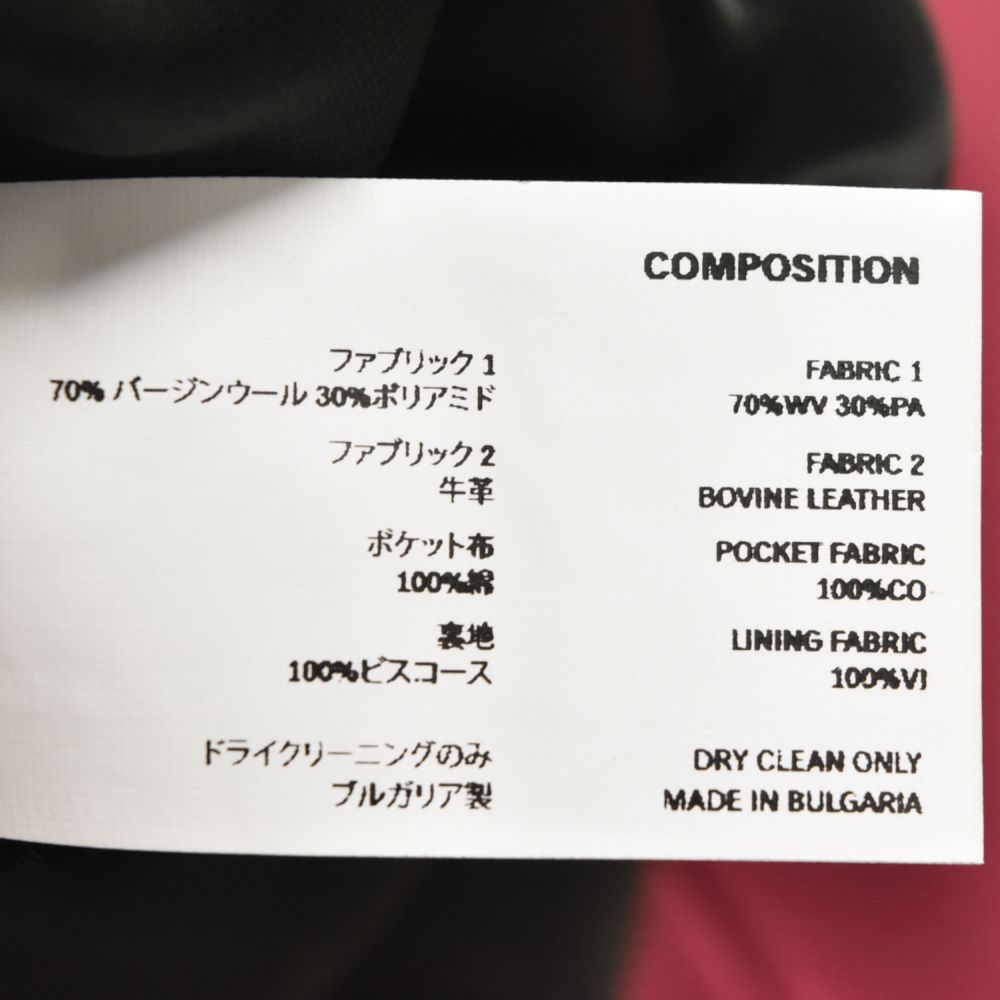 COMPOSITION
ファブリック 1
70% バージンウール 30%ポリアミド
ファブリック 2
牛革
ポケット布
100%綿
裏地
100%ビスコース
ドライクリーニングのみ
ブルガリア製
FABRIC 1
70%WV 30%PA
FABRIC 2
BOVINE LEATHER
POCKET FABRIC
100%CO
LINING FABRIC
100%VI
DRY CLEAN ONLY
MADE IN BULGARIA